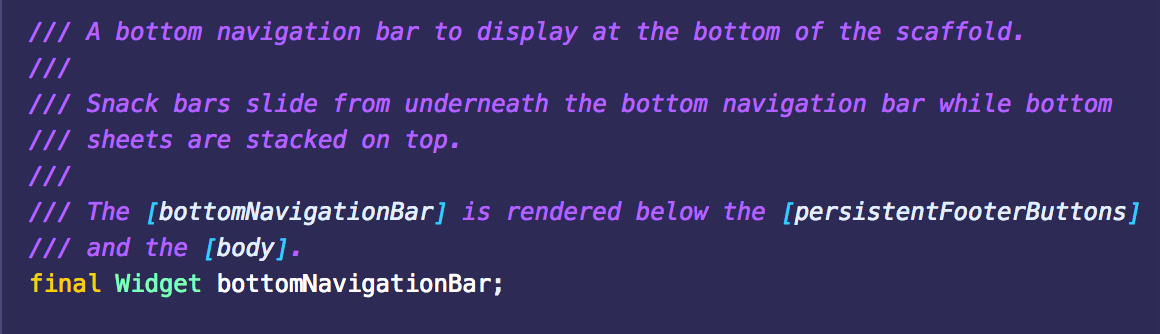 /// A bottom navigation bar to display at the bottom of the scaffold.
///
/// Snack bars slide from underneath the bottom navigation bar while bottom
/// sheets are stacked on top.
///
/// The [bottomNavigationBar] is rendered below the [persistentFooterButtons]
/// and the [body].
final Widget bottomNavigationBar;